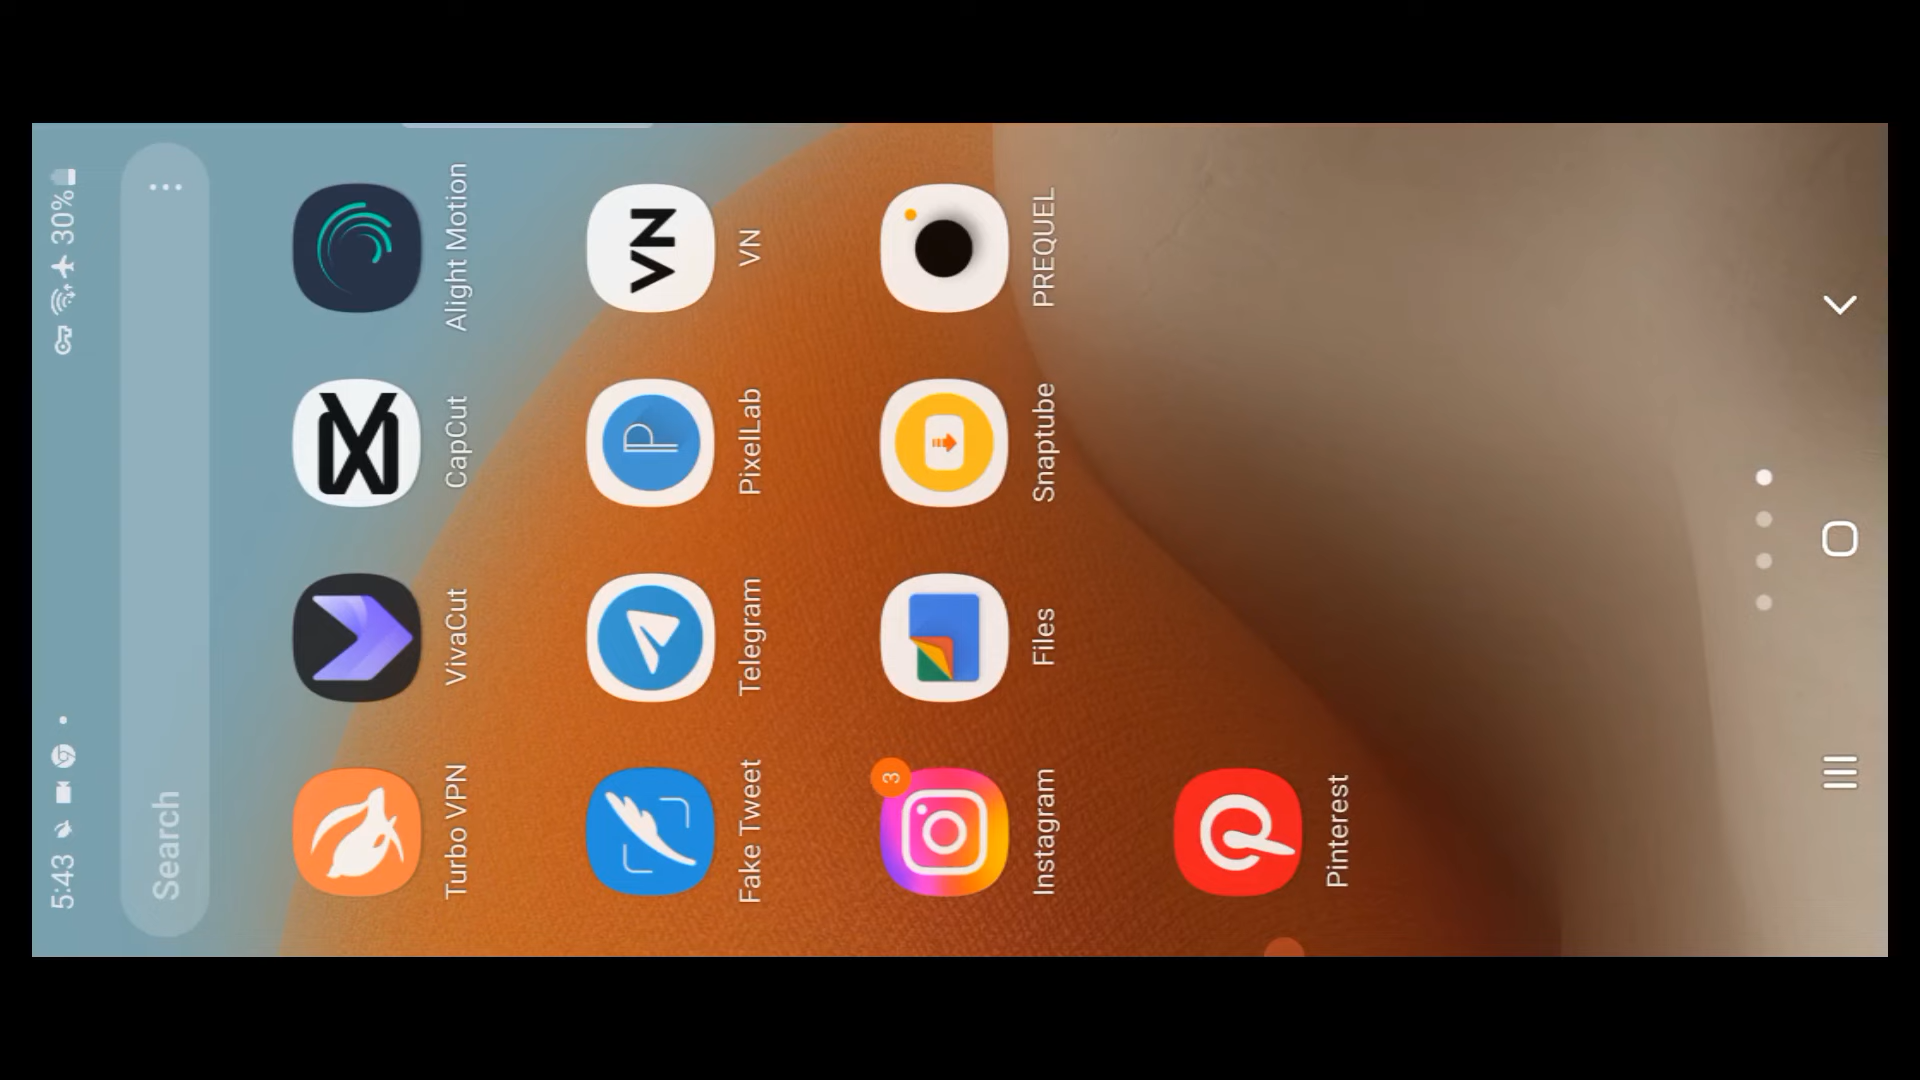 5:43
30%
Search
Turbo VPN
VivaCut
CapCut
Alight Motion
Fake Tweet
Telegram
PixelLab
VN
VN
3
Instagram
Files
Snaptube
PREQUEL
Pinterest